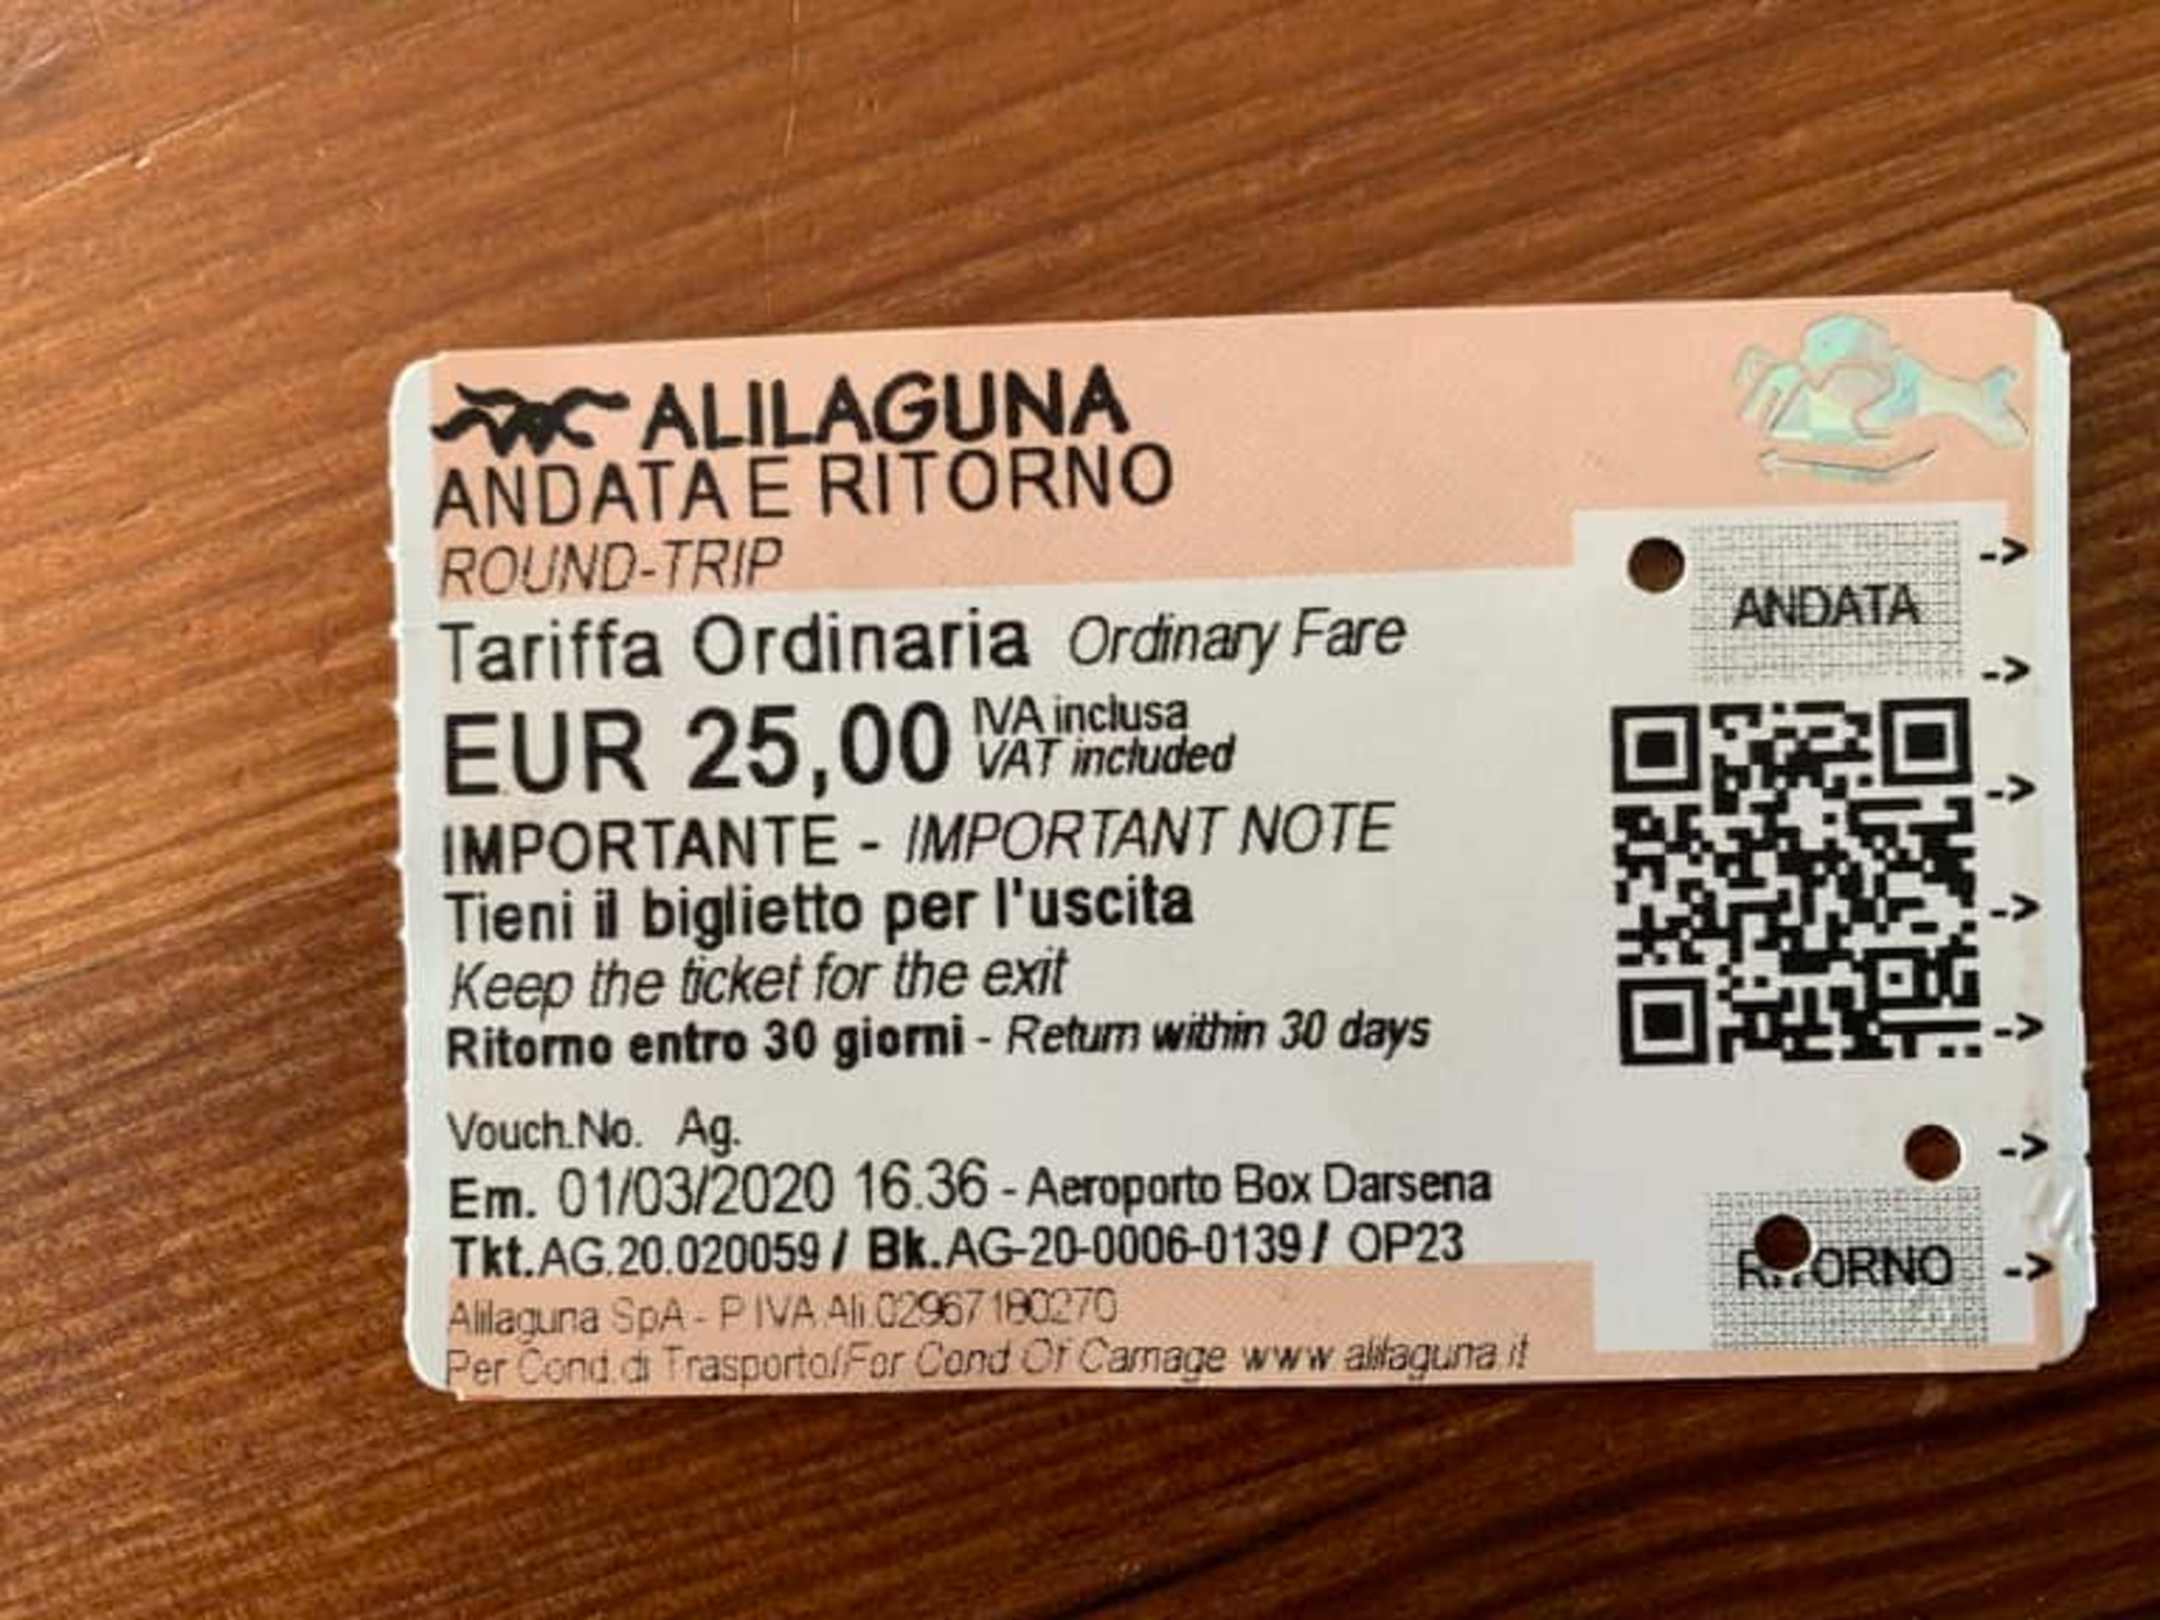 ALILAGUNA
ANDATA E RITORNO
ROUND-TRIP
Tariffa Ordinaria Ordinary Fare
EUR 25,00 IVA inclusa
VAT included
IMPORTANTE - IMPORTANT NOTE
Tieni il biglietto per l'uscita
Keep the ticket for the exit
Ritorno entro 30 giorni - Return within 30 days
Vouch.No. Ag.
Em. 01/03/2020 16.36 - Aeroporto Box Darsena
Tkt.AG.20.020059 / Bk.AG-20-0006-0139 / OP23
Alilaguna SpA - P.IVA Ali.02967180270
Per Cond.di Trasporto/For Cond Of Carriage www.alilaguna.it
->
ANDATA
->
->
->
->
->
RITORNO ->